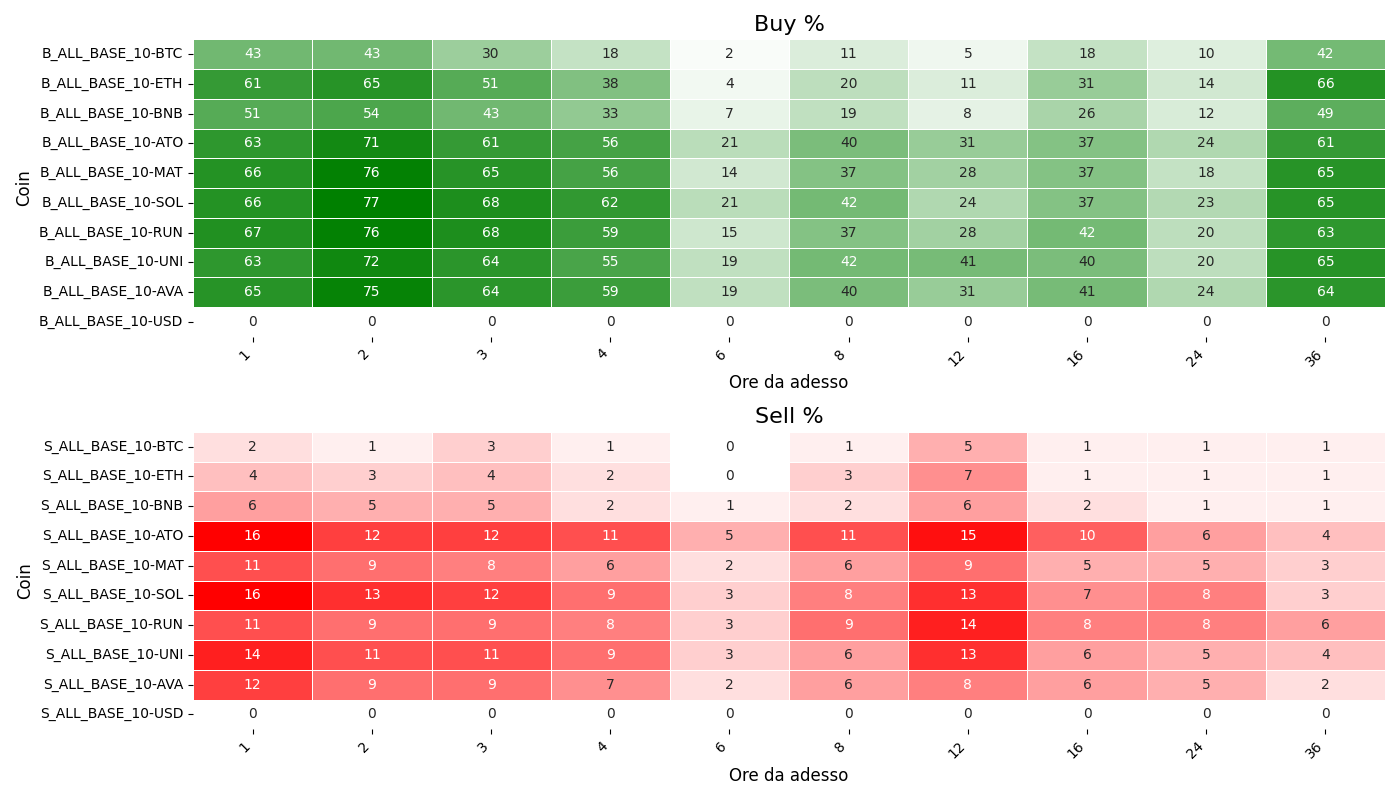 Buy %
Coin
B_ALL_BASE_10-BTC 43 43 30 18 2 11 5 18 10 42
B_ALL_BASE_10-ETH 61 65 51 38 4 20 11 31 14 66
B_ALL_BASE_10-BNB 51 54 43 33 7 19 8 26 12 49
B_ALL_BASE_10-ATO 63 71 61 56 21 40 31 37 24 61
B_ALL_BASE_10-MAT 66 76 65 56 14 37 28 37 18 65
B_ALL_BASE_10-SOL 66 77 68 62 21 42 24 37 23 65
B_ALL_BASE_10-RUN 67 76 68 59 15 37 28 42 20 63
B_ALL_BASE_10-UNI 63 72 64 55 19 42 41 40 20 65
B_ALL_BASE_10-AVA 65 75 64 59 19 40 31 41 24 64
B_ALL_BASE_10-USD 0 0 0 0 0 0 0 0 0 0
1 2 3 4 6 8 12 16 24 36
Ore da adesso
Sell %
Coin
S_ALL_BASE_10-BTC 2 1 3 1 0 1 5 1 1 1
S_ALL_BASE_10-ETH 4 3 4 2 0 3 7 1 1 1
S_ALL_BASE_10-BNB 6 5 5 2 1 2 6 2 1 1
S_ALL_BASE_10-ATO 16 12 12 11 5 11 15 10 6 4
S_ALL_BASE_10-MAT 11 9 8 6 2 6 9 5 5 3
S_ALL_BASE_10-SOL 16 13 12 9 3 8 13 7 8 3
S_ALL_BASE_10-RUN 11 9 9 8 3 9 14 8 8 6
S_ALL_BASE_10-UNI 14 11 11 9 3 6 13 6 5 4
S_ALL_BASE_10-AVA 12 9 9 7 2 6 8 6 5 2
S_ALL_BASE_10-USD 0 0 0 0 0 0 0 0 0 0
1 2 3 4 6 8 12 16 24 36
Ore da adesso